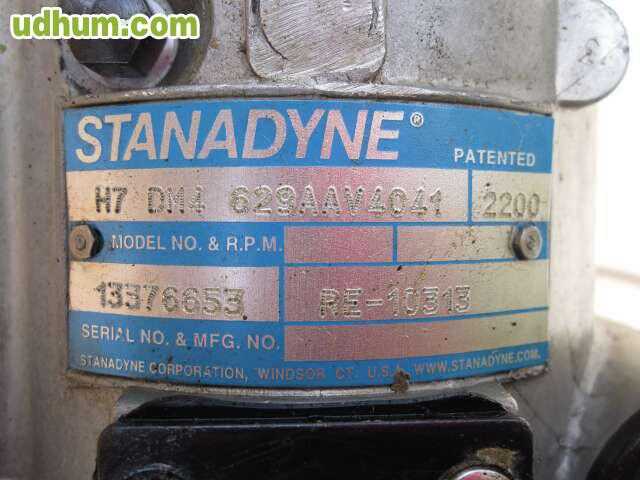 udhum.com
STANADYNE®
PATENTED
H7 DM4 629AAV4041 2200
MODEL NO. & R.P.M.
13376653 RE-10313
SERIAL NO. & MFG. NO.
STANADYNE CORPORATION, WINDSOR CT. U.S.A. WWW.STANADYNE.COM.